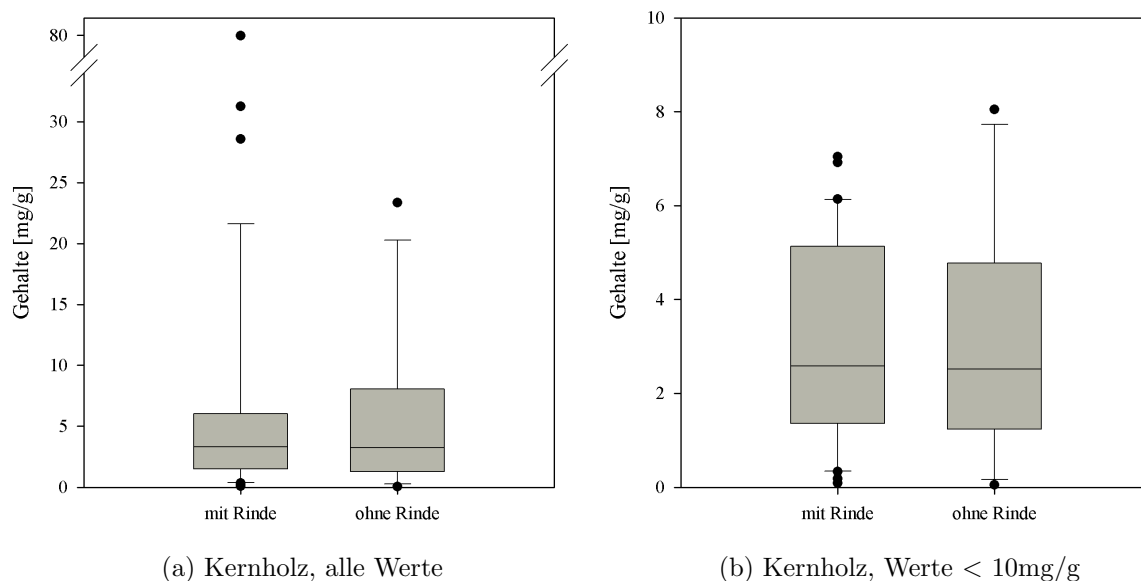 80
30
25
20
15
10
5
0
Gehalte [mg/g]
mit Rinde
ohne Rinde
(a) Kernholz, alle Werte
10
8
6
4
2
0
Gehalte [mg/g]
mit Rinde
ohne Rinde
(b) Kernholz, Werte < 10mg/g